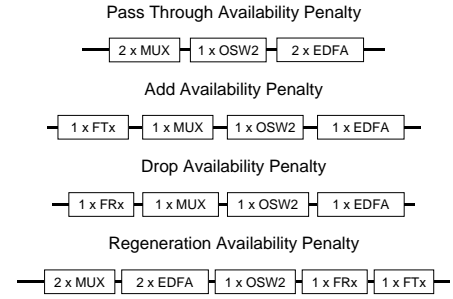 Pass Through Availability Penalty
2 x MUX 1 x OSW2 2 x EDFA
Add Availability Penalty
1 x FTx 1 x MUX 1 x OSW2 1 x EDFA
Drop Availability Penalty
1 x FRx 1 x MUX 1 x OSW2 1 x EDFA
Regeneration Availability Penalty
2 x MUX 2 x EDFA 1 x OSW2 1 x FRx 1 x FTx